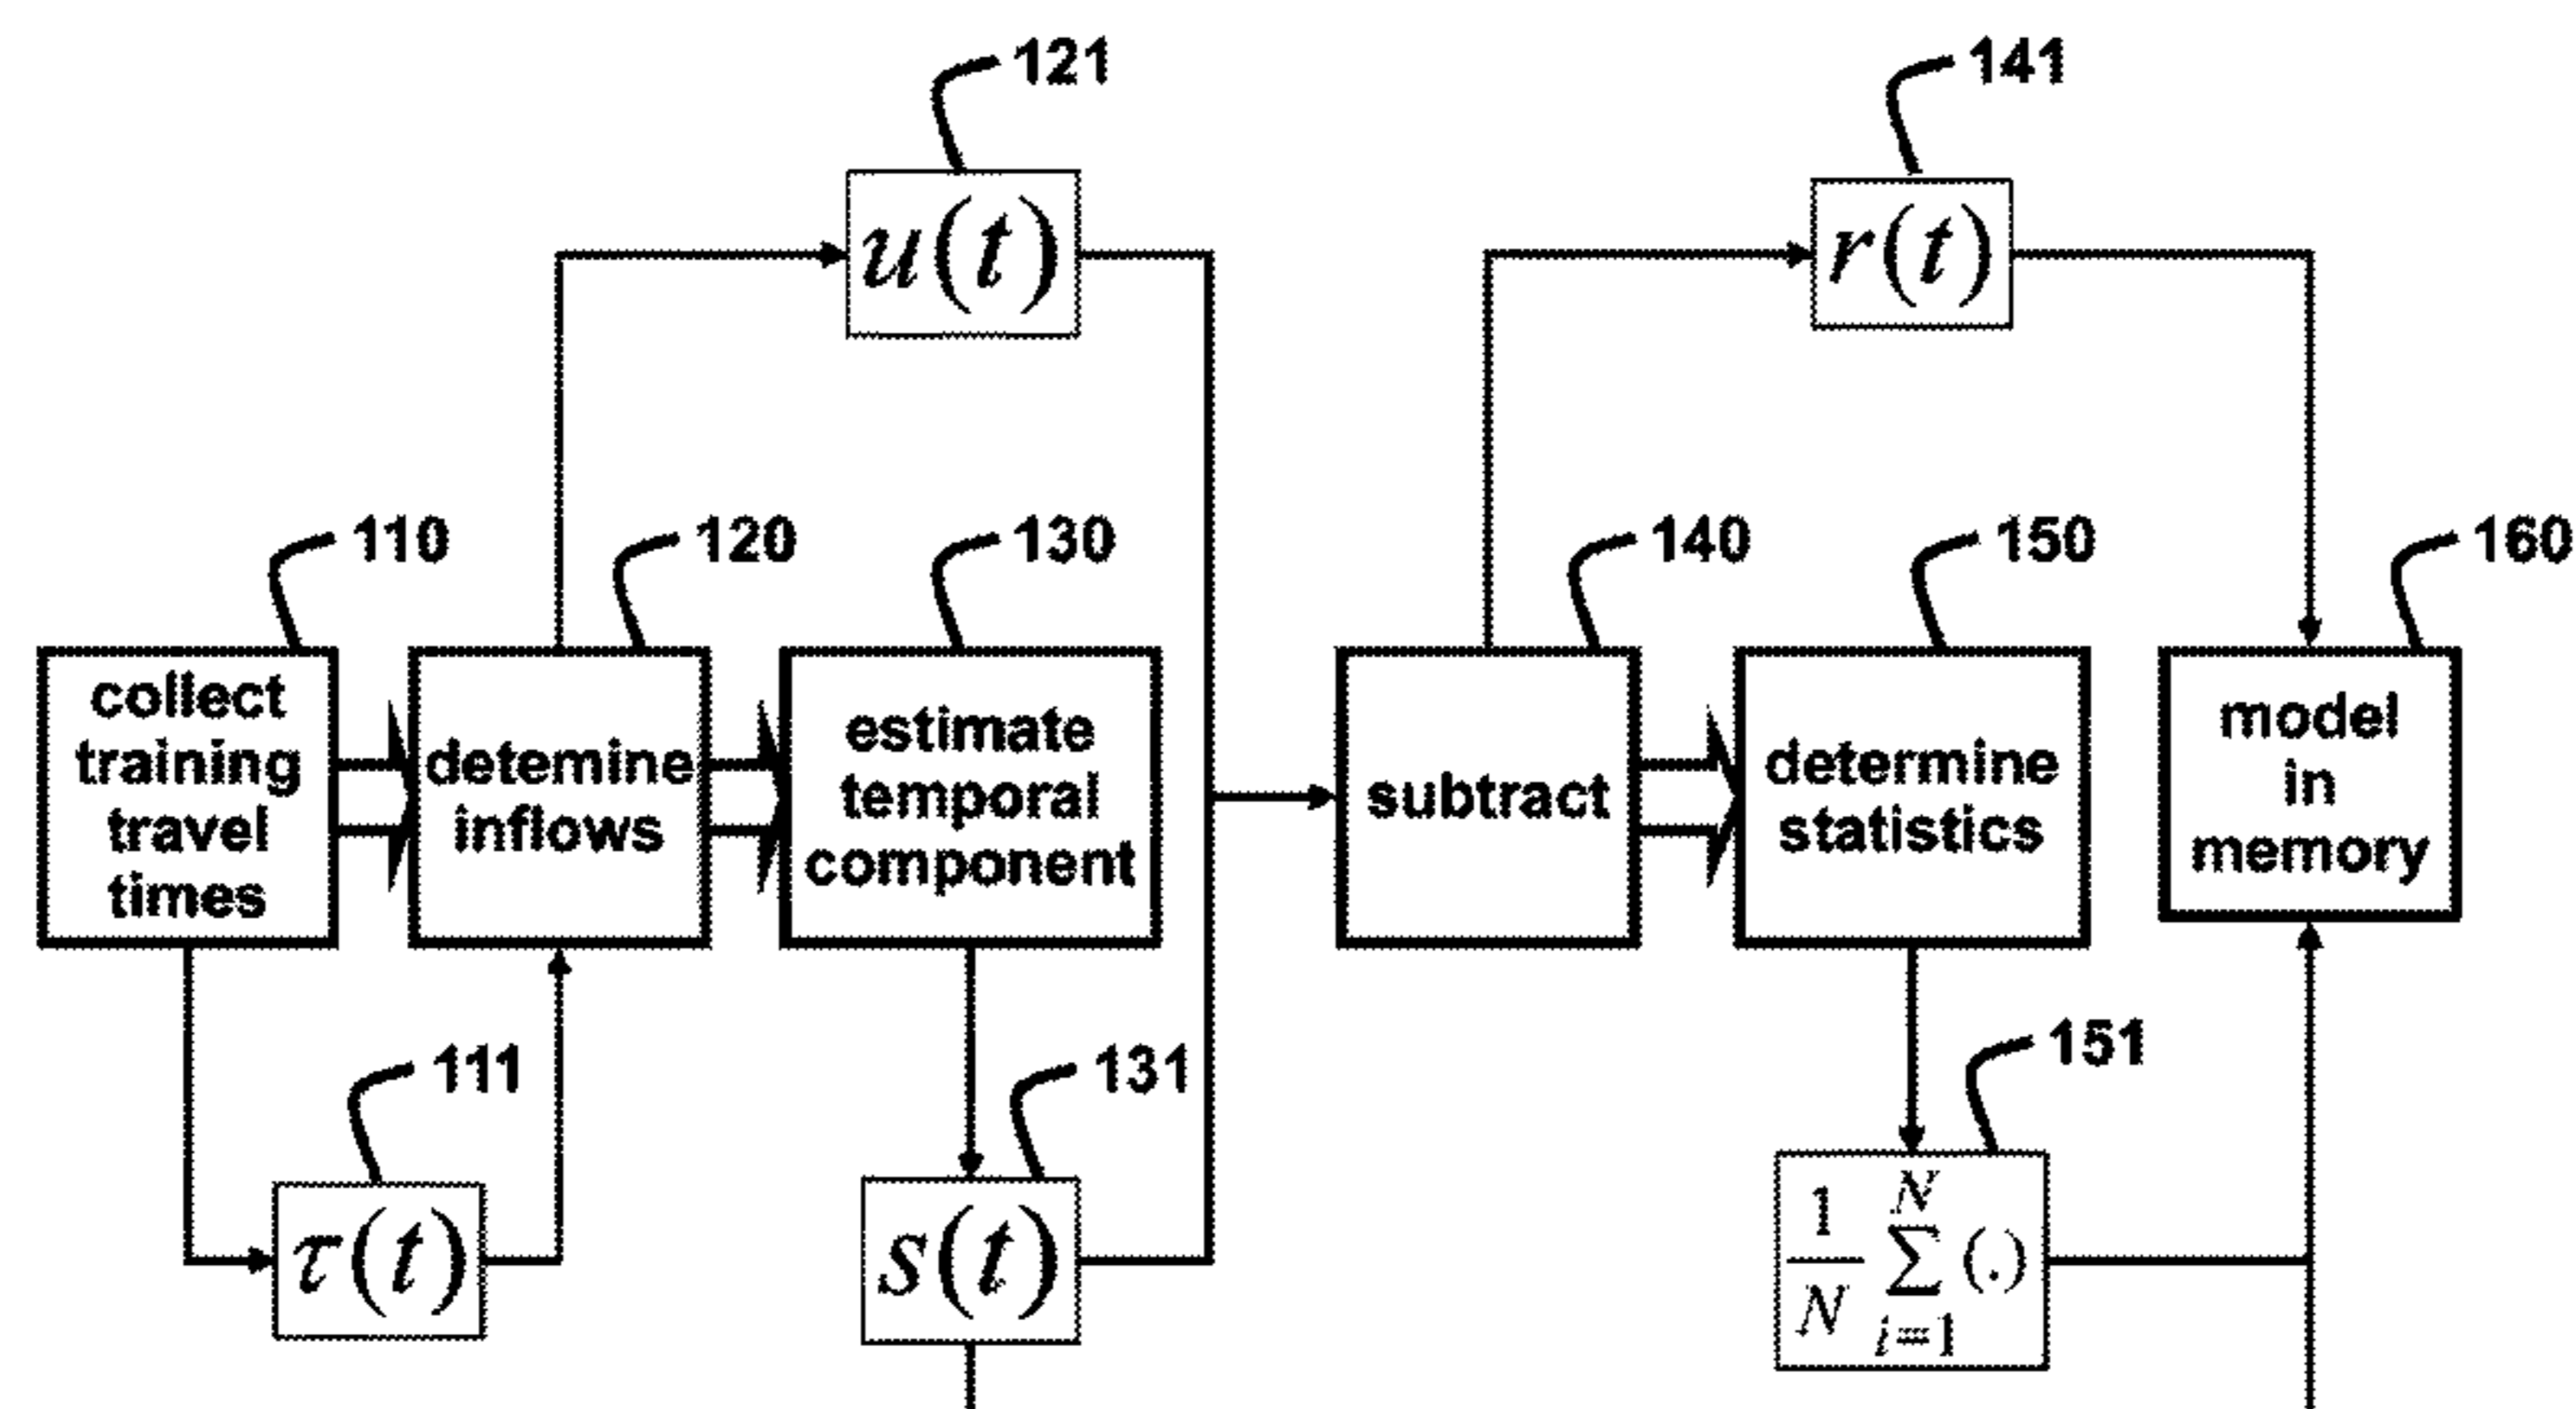 121
141
u(t)
r(t)
110
120
130
140
150
160
collect
training
travel
times
detemine
inflows
estimate
temporal
component
subtract
determine
statistics
model
in
memory
111
131
151
τ(t)
s(t)
1/N N∑i=1 (.)